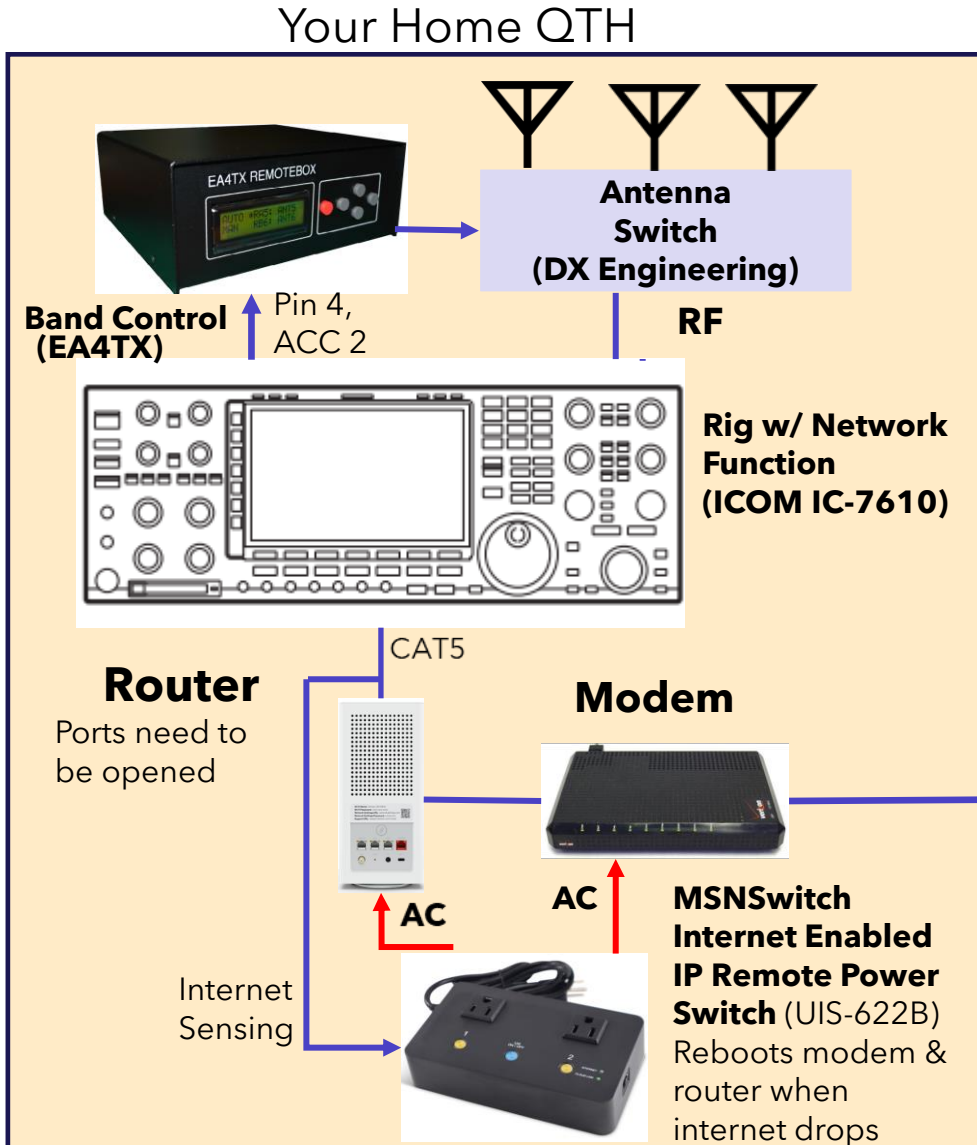 Your Home QTH
EA4TX REMOTEBOX
Antenna
Switch
(DX Engineering)
Band Control
(EA4TX)
Pin 4,
ACC 2
RF
Rig w/ Network
Function
(ICOM IC-7610)
CAT5
Router
Ports need to
be opened
Modem
AC
AC
MSNSwitch
Internet Enabled
IP Remote Power
Switch (UIS-622B)
Reboots modem &
router when
internet drops
Internet
Sensing
1
2